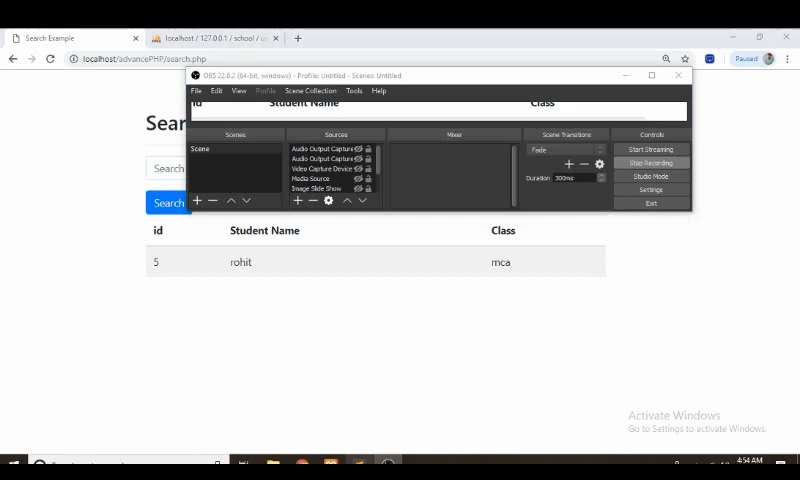 Search Example
localhost / 127.0.0.1 / school / u
Paused
localhost/advancePHP/search.php
OBS 22.0.2 (64-bit, windows) - Profile: Untitled - Scenes: Untitled
File Edit View Profile Scene Collection Tools Help
id Student Name Class
Sear
Scenes Sources Mixer Scene Transitions Controls
Scene
Audio Output Capture
Audio Output Capture
Video Capture Device
Media Source
Image Slide Show
Fade
Duration 300ms
Start Streaming
Stop Recording
Studio Mode
Settings
Exit
Search
Search
id Student Name Class
5 rohit mca
Activate Windows
Go to Settings to activate Windows.
4:54 AM